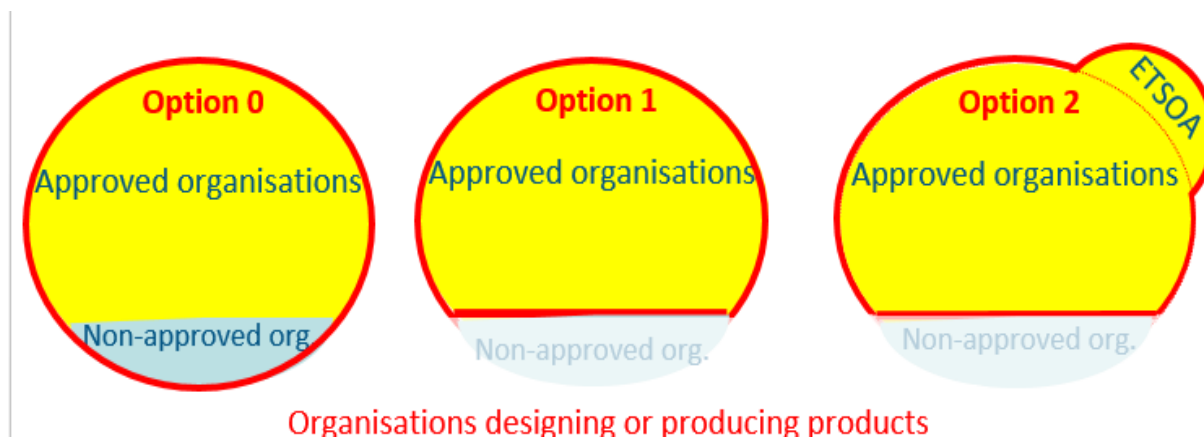 Option 0
Approved organisations
Non-approved org.
Option 1
Approved organisations
Non-approved org.
Option 2
ETSOA
Approved organisations
Non-approved org.
Organisations designing or producing products